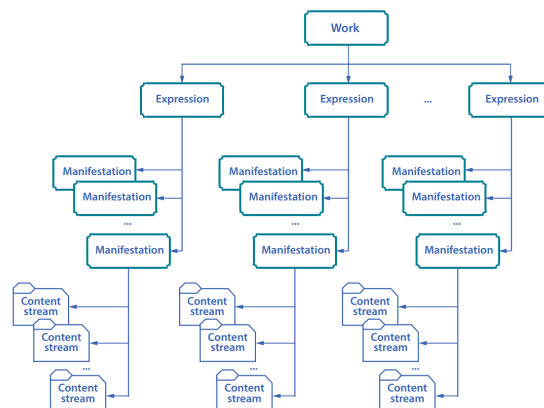 Work
Expression Expression ... Expression
Manifestation Manifestation Manifestation
Manifestation Manifestation Manifestation
... ... ...
Manifestation Manifestation Manifestation
Content stream Content stream Content stream
Content stream Content stream Content stream
... ... ...
Content stream Content stream Content stream